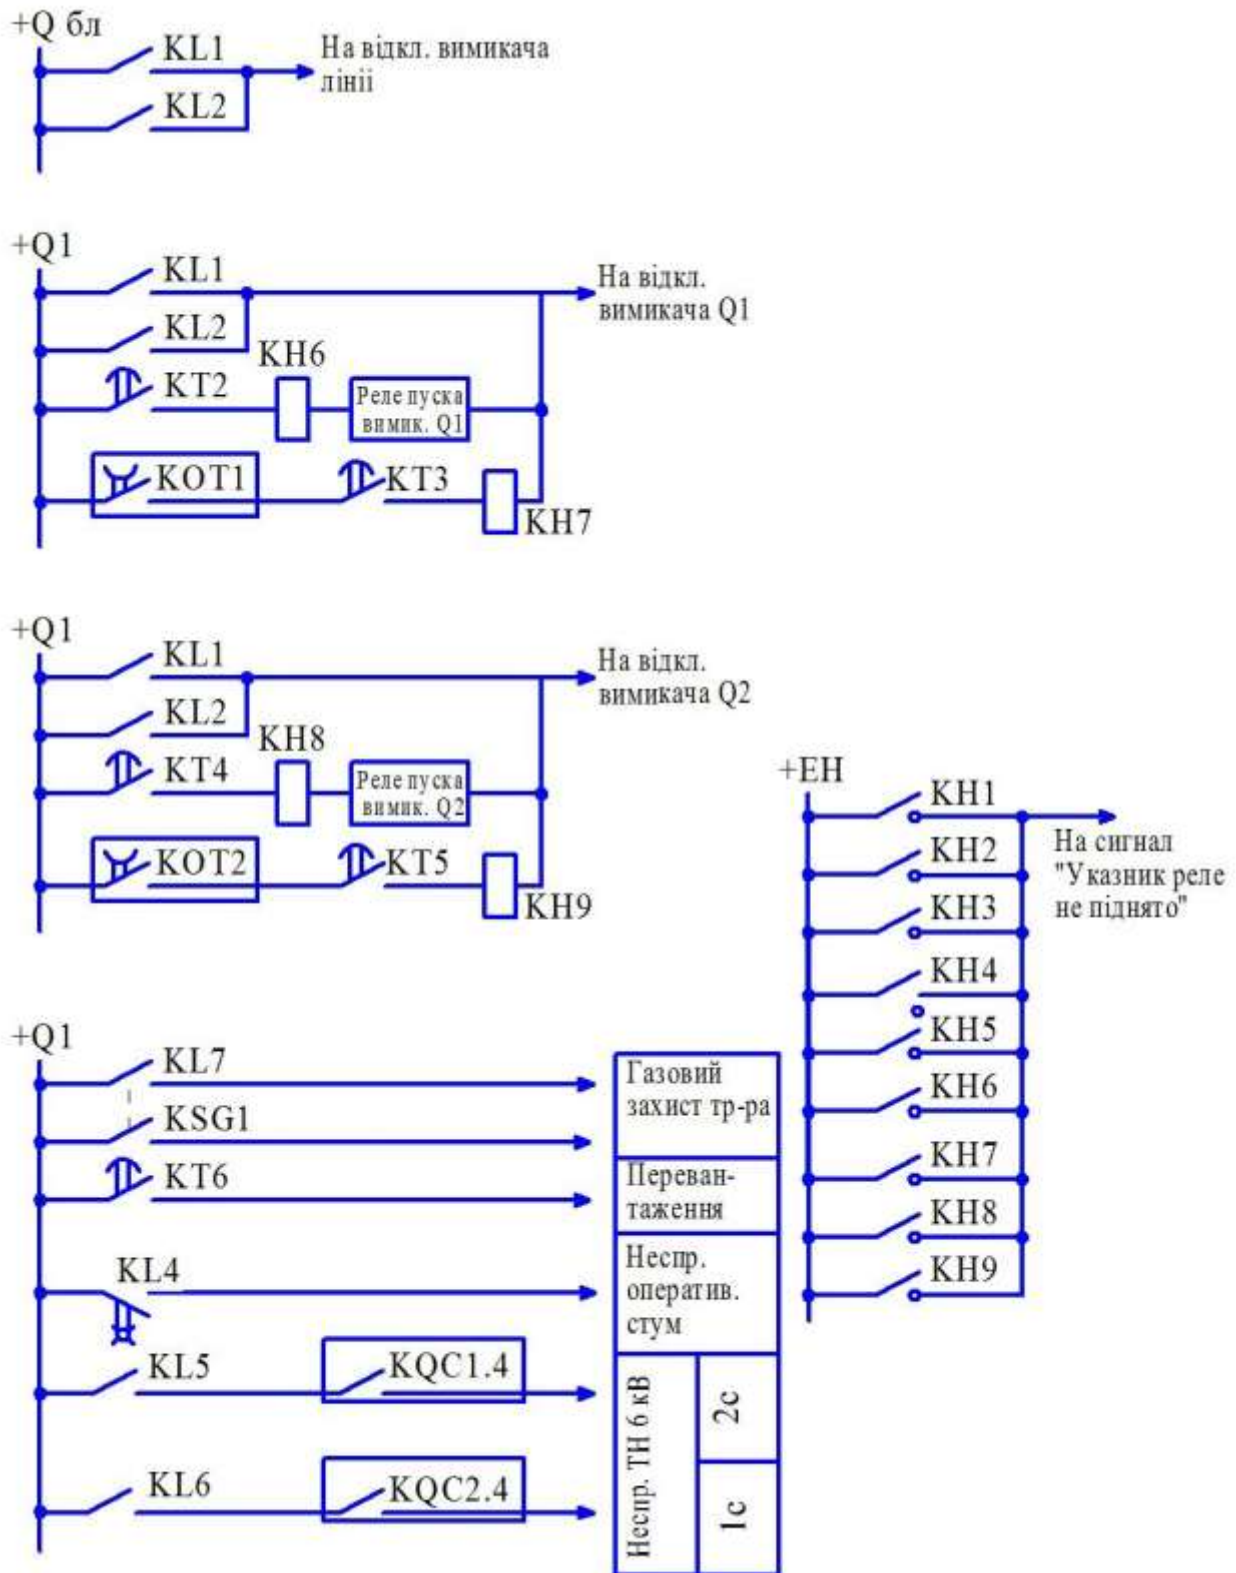 +Q бл
KL1
На відкл. вимикача
лініі
KL2
+Q1
KL1
На відкл.
вимикача Q1
KL2
KH6
KT2
Реле пуска
вимик. Q1
KOT1
KT3
KH7
+Q1
KL1
На відкл.
вимикача Q2
KL2
KH8
KT4
Реле пуска
вимик. Q2
KOT2
KT5
KH9
+EH
KH1
На сигнал
"Указник реле
не піднято"
KH2
KH3
KH4
KH5
KH6
KH7
KH8
KH9
+Q1
KL7
KSG1
KT6
KL4
KL5
KQC1.4
KL6
KQC2.4
Газовий
захист тр-ра
Переван-
таження
Неспр.
оператив.
стум
Неспр. ТН 6 кВ
2с
1с